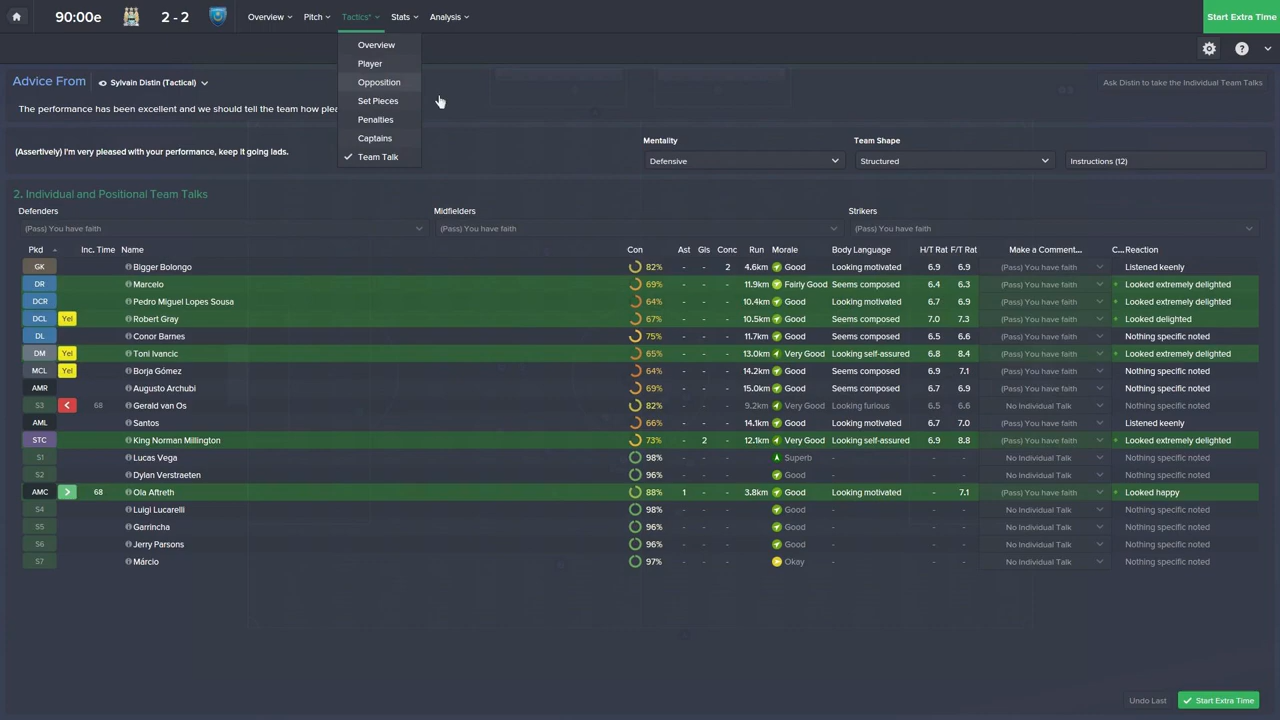 90:00e 2 - 2 Overview Pitch Tactics* Stats Analysis Start Extra Time
Overview
Player
Opposition
Set Pieces
Penalties
Captains
Team Talk
Advice From Sylvain Distin (Tactical) Ask Distin to take the Individual Team Talks
The performance has been excellent and we should tell the team how plea
(Assertively) I'm very pleased with your performance, keep it going lads.
Mentality Team Shape
Defensive Structured Instructions (12)
2. Individual and Positional Team Talks
Defenders Midfielders Strikers
(Pass) You have faith (Pass) You have faith (Pass) You have faith
Pkd Inc. Time Name Con Ast Gls Conc Run Morale Body Language H/T Rat F/T Rat Make a Comment... C... Reaction
GK Bigger Bolongo 82% - - 2 4.6km Good Looking motivated 6.9 6.9 (Pass) You have faith Listened keenly
DR Marcelo 69% - - - 11.9km Fairly Good Seems composed 6.4 6.3 (Pass) You have faith Looked extremely delighted
DCR Pedro Miguel Lopes Sousa 64% - - - 10.4km Good Looking motivated 6.7 6.9 (Pass) You have faith Looked extremely delighted
DCL Yel Robert Gray 67% - - - 10.5km Good Seems composed 7.0 7.3 (Pass) You have faith Looked delighted
DL Conor Barnes 75% - - - 11.7km Good Seems composed 6.5 6.6 (Pass) You have faith Nothing specific noted
DM Yel Toni Ivancic 65% - - - 13.0km Very Good Looking self-assured 6.8 8.4 (Pass) You have faith Looked extremely delighted
MCL Yel Borja Gómez 64% - - - 14.2km Good Seems composed 6.9 7.1 (Pass) You have faith Nothing specific noted
AMR Augusto Archubi 69% - - - 15.0km Good Seems composed 6.7 6.9 (Pass) You have faith Nothing specific noted
S3 68 Gerald van Os 82% - - - 9.2km Very Good Looking furious 6.5 6.6 No Individual Talk Nothing specific noted
AML Santos 66% - - - 14.1km Good Looking motivated 6.7 7.0 (Pass) You have faith Listened keenly
STC King Norman Millington 73% - 2 - 12.1km Very Good Looking self-assured 6.9 8.8 (Pass) You have faith Looked extremely delighted
S1 Lucas Vega 98% - - - Superb - - - No Individual Talk Nothing specific noted
S2 Dylan Verstraeten 96% - - - Good - - - No Individual Talk Nothing specific noted
AMC 68 Ola Aftreth 88% 1 - - 3.8km Good Looking motivated - 7.1 (Pass) You have faith Looked happy
S4 Luigi Lucarelli 98% - - - Good - - - No Individual Talk Nothing specific noted
S5 Garrincha 96% - - - Good - - - No Individual Talk Nothing specific noted
S6 Jerry Parsons 96% - - - Good - - - No Individual Talk Nothing specific noted
S7 Márcio 97% - - - Okay - - - No Individual Talk Nothing specific noted
Undo Last Start Extra Time